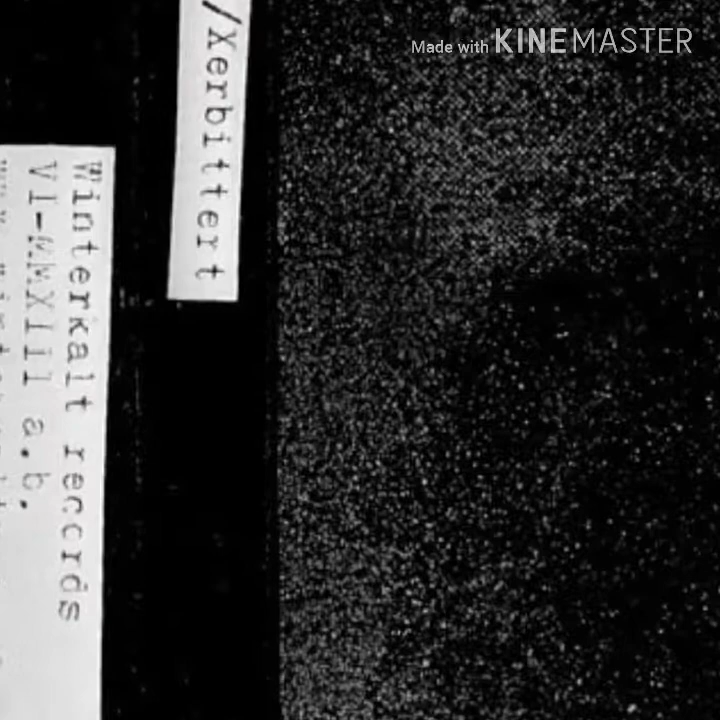 Made with KINEMASTER
/Xerbittert
Winterkalt records
VI-MMXIII a.b.